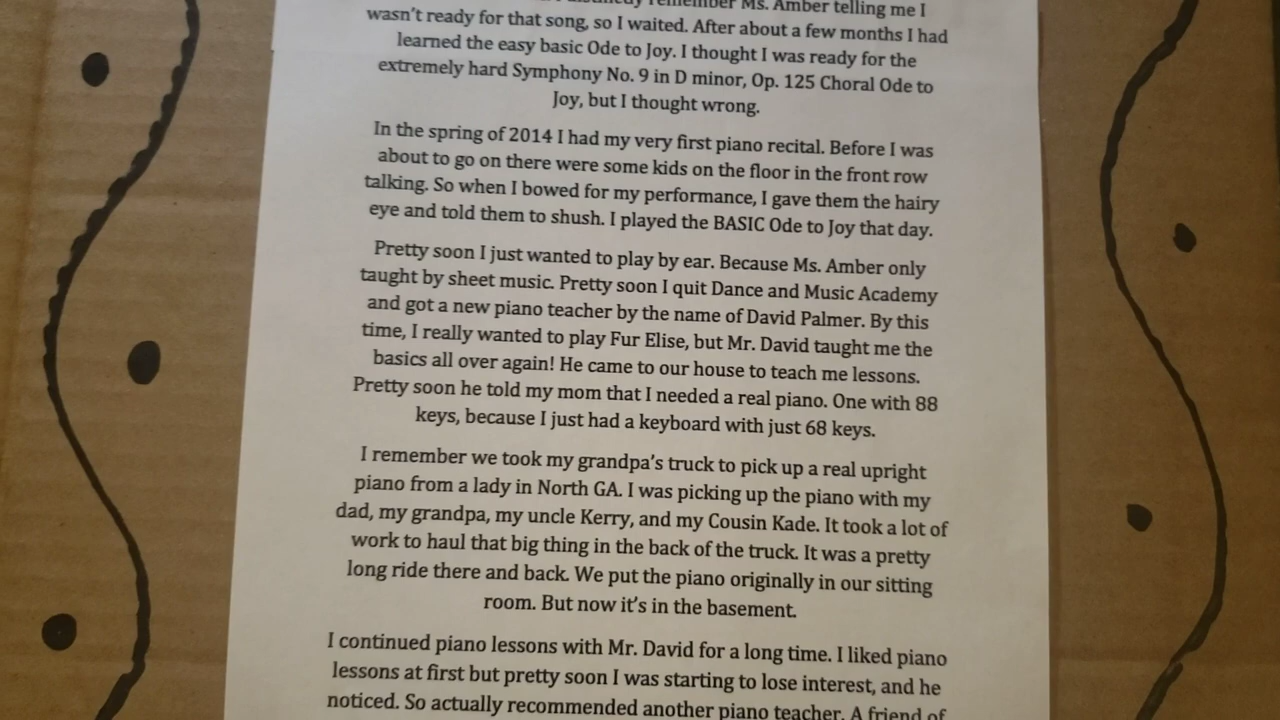 remember Ms. Amber telling me I
wasn't ready for that song, so I waited. After about a few months I had
learned the easy basic Ode to Joy. I thought I was ready for the
extremely hard Symphony No. 9 in D minor, Op. 125 Choral Ode to
Joy, but I thought wrong.
In the spring of 2014 I had my very first piano recital. Before I was
about to go on there were some kids on the floor in the front row
talking. So when I bowed for my performance, I gave them the hairy
eye and told them to shush. I played the BASIC Ode to Joy that day.
Pretty soon I just wanted to play by ear. Because Ms. Amber only
taught by sheet music. Pretty soon I quit Dance and Music Academy
and got a new piano teacher by the name of David Palmer. By this
time, I really wanted to play Fur Elise, but Mr. David taught me the
basics all over again! He came to our house to teach me lessons.
Pretty soon he told my mom that I needed a real piano. One with 88
keys, because I just had a keyboard with just 68 keys.
I remember we took my grandpa's truck to pick up a real upright
piano from a lady in North GA. I was picking up the piano with my
dad, my grandpa, my uncle Kerry, and my Cousin Kade. It took a lot of
work to haul that big thing in the back of the truck. It was a pretty
long ride there and back. We put the piano originally in our sitting
room. But now it's in the basement.
I continued piano lessons with Mr. David for a long time. I liked piano
lessons at first but pretty soon I was starting to lose interest, and he
noticed. So actually recommended another piano teacher. A friend of